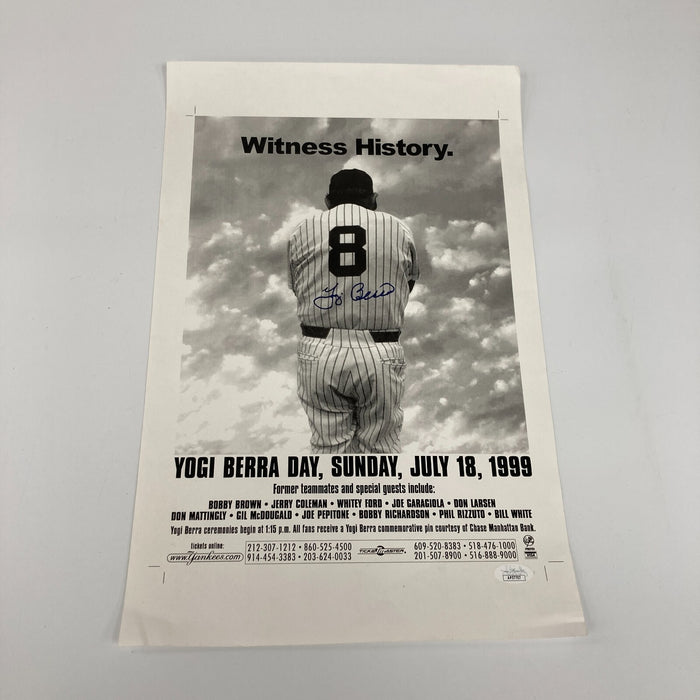 Witness History.
8
Yogi Berra
YOGI BERRA DAY, SUNDAY, JULY 18, 1999
Former teammates and special guests include:
BOBBY BROWN • JERRY COLEMAN • WHITEY FORD • JOE GARAGIOLA • DON LARSEN
DON MATTINGLY • GIL McDOUGALD • JOE PEPITONE • BOBBY RICHARDSON • PHIL RIZZUTO • BILL WHITE
Yogi Berra ceremonies begin at 1:15 p.m. All fans receive a Yogi Berra commemorative pin courtesy of Chase Manhattan Bank.
tickets online:
www.Yankees.com
212-307-1212 • 860-525-4500
914-454-3383 • 203-624-0033
TICKETMASTER
609-520-8383 • 518-476-1000
201-507-8900 • 516-888-9000